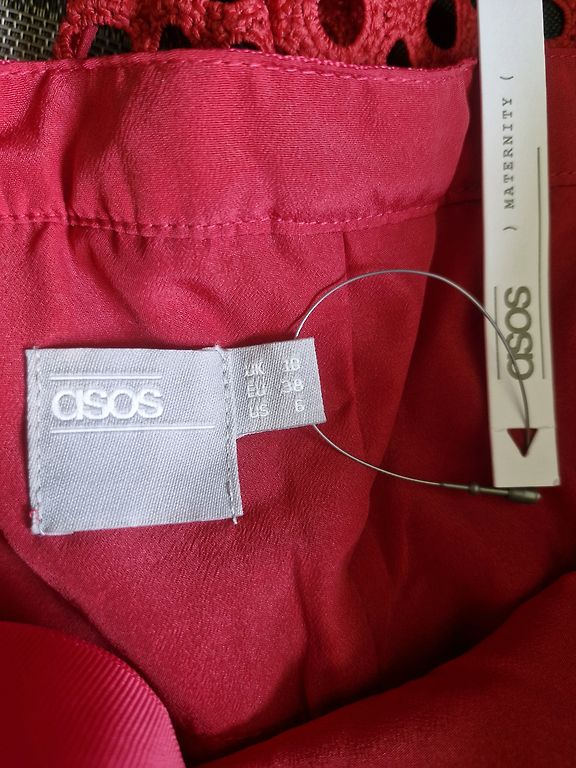 asos
UK 10
EU 38
US 6
( MATERNITY (
asos